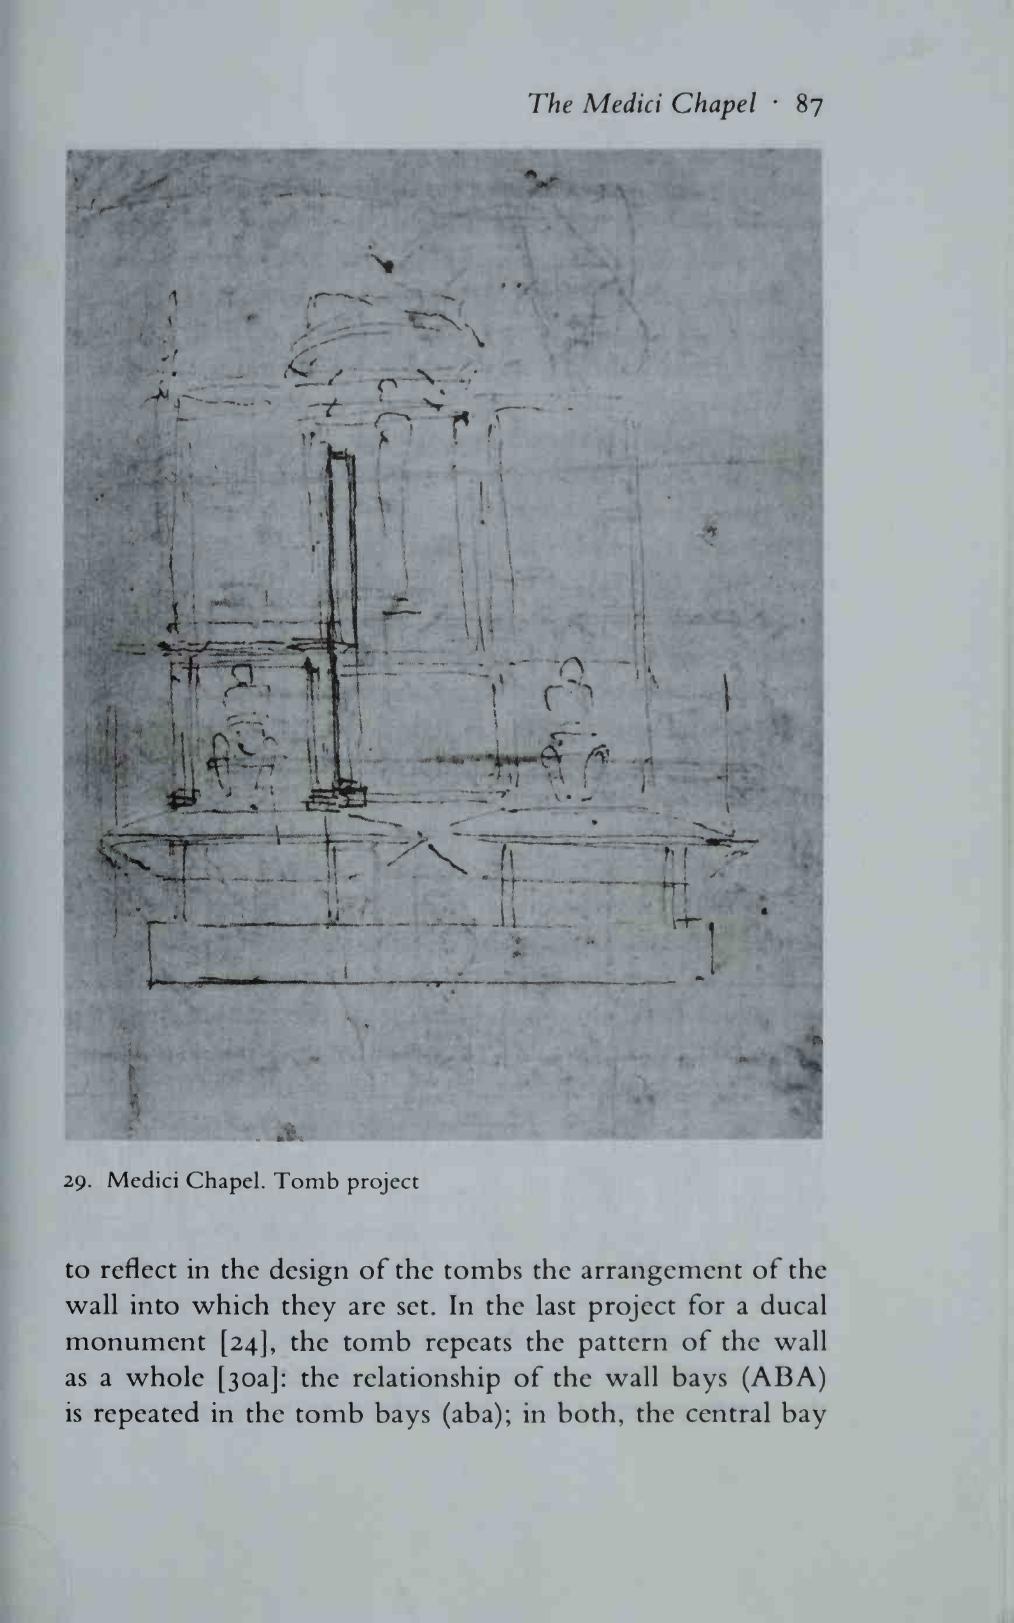 The Medici Chapel · 87
29. Medici Chapel. Tomb project
to reflect in the design of the tombs the arrangement of the
wall into which they are set. In the last project for a ducal
monument [24], the tomb repeats the pattern of the wall
as a whole [30a]: the relationship of the wall bays (ABA)
is repeated in the tomb bays (aba); in both, the central bay